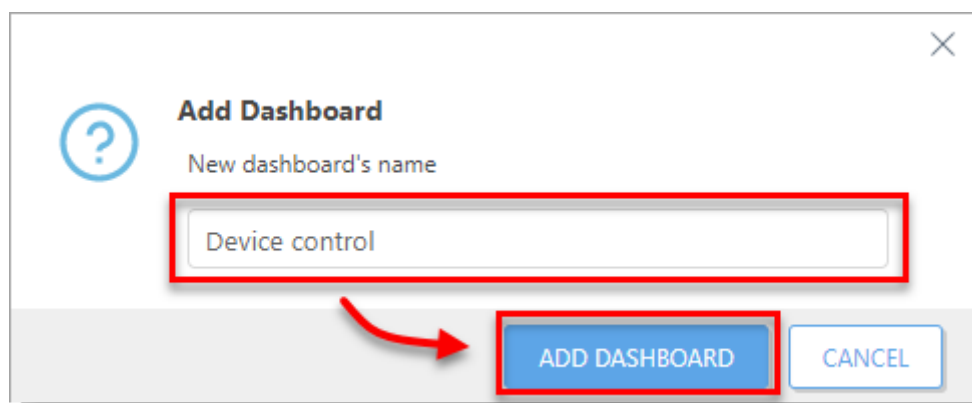 Add Dashboard
New dashboard's name
Device control
ADD DASHBOARD
CANCEL